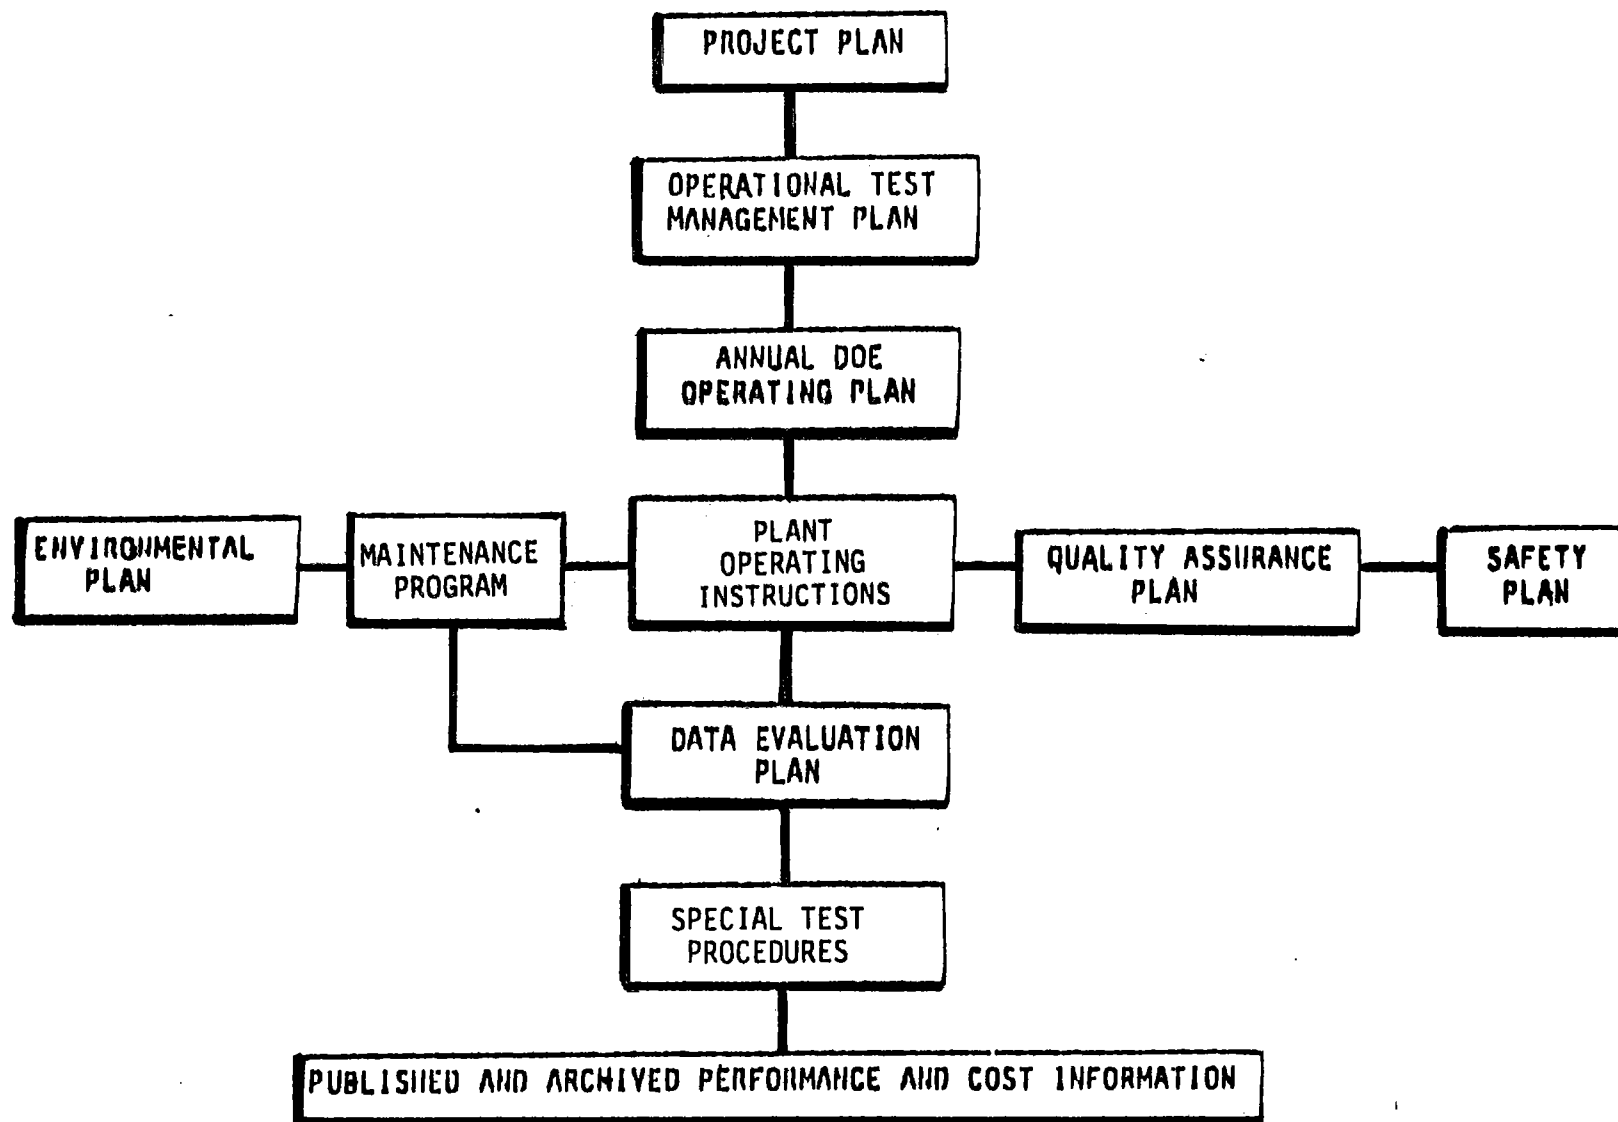 PROJECT PLAN
OPERATIONAL TEST
MANAGEMENT PLAN
ANNUAL DOE
OPERATING PLAN
ENVIRONMENTAL
PLAN
MAINTENANCE
PROGRAM
PLANT
OPERATING
INSTRUCTIONS
QUALITY ASSURANCE
PLAN
SAFETY
PLAN
DATA EVALUATION
PLAN
SPECIAL TEST
PROCEDURES
PUBLISHED AND ARCHIVED PERFORMANCE AND COST INFORMATION